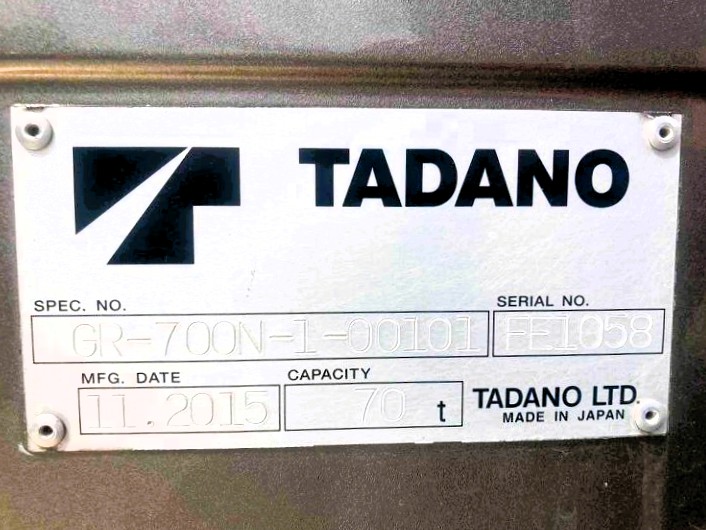 TADANO
SPEC. NO. SERIAL NO.
GR-700N-1-00101 FE1058
MFG. DATE CAPACITY
11.2015 70 t TADANO LTD.
MADE IN JAPAN